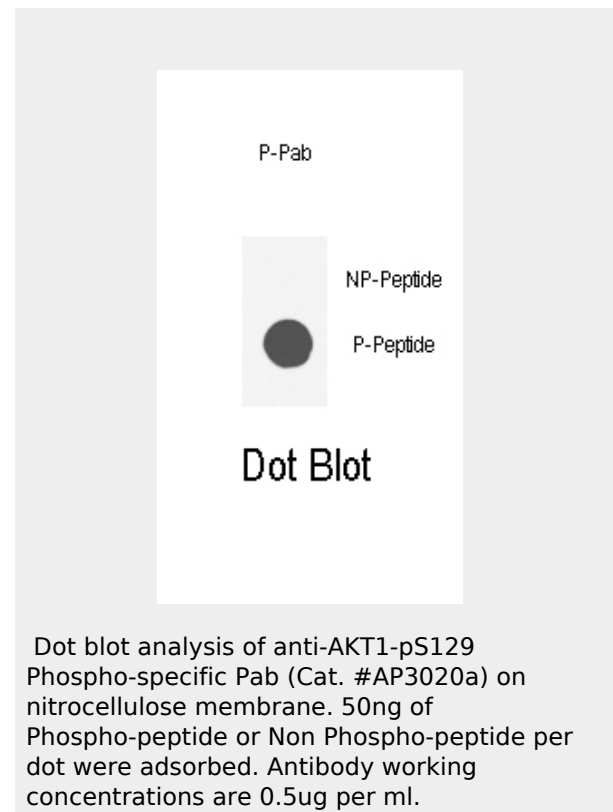 P-Pab
NP-Peptide
P-Peptide
Dot Blot
Dot blot analysis of anti-AKT1-pS129
Phospho-specific Pab (Cat. #AP3020a) on
nitrocellulose membrane. 50ng of
Phospho-peptide or Non Phospho-peptide per
dot were adsorbed. Antibody working
concentrations are 0.5ug per ml.